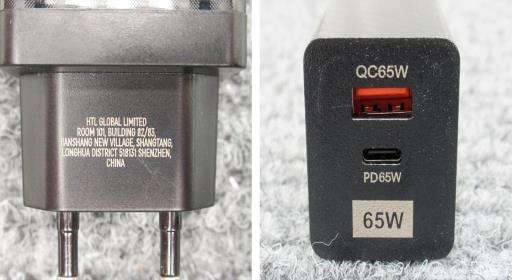 HTL GLOBAL LIMITED
ROOM 101, BUILDING 82/83,
JIANSHANG NEW VILLAGE, SHANGTANG,
LONGHUA DISTRICT 518131 SHENZHEN,
CHINA
QC65W
PD65W
65W